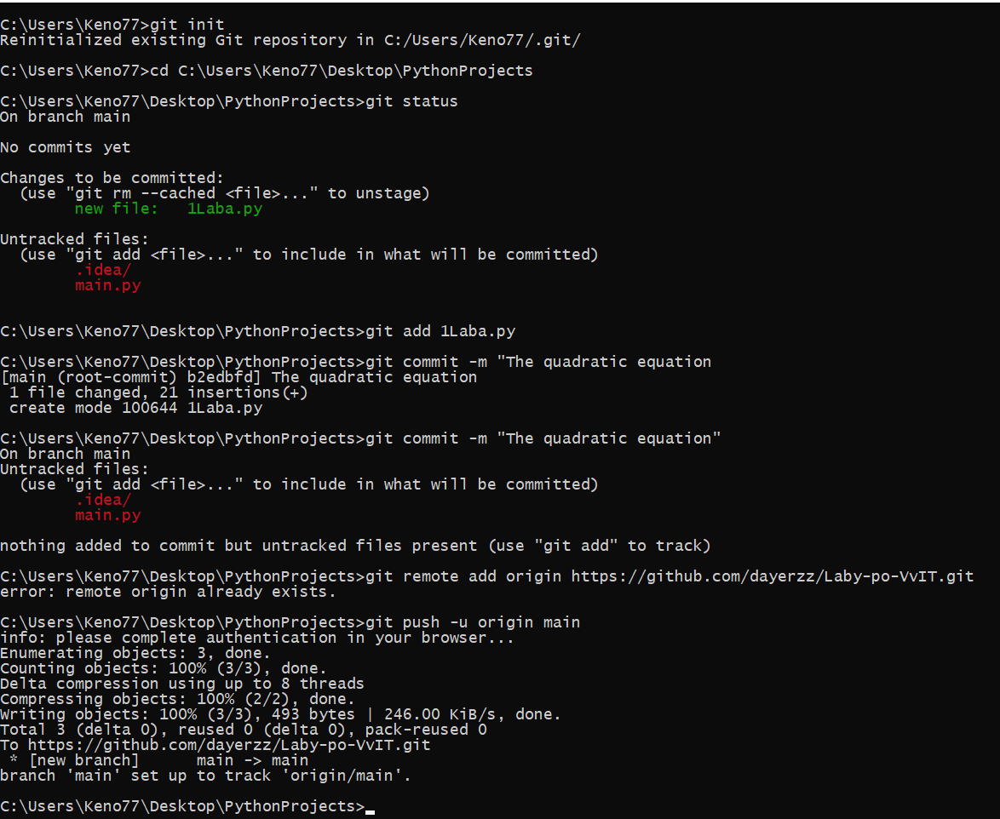 C:\Users\Keno77>git init
Reinitialized existing Git repository in C:/Users/Keno77/.git/
C:\Users\Keno77>cd C:\Users\Keno77\Desktop\PythonProjects
C:\Users\Keno77\Desktop\PythonProjects>git status
On branch main
No commits yet
Changes to be committed:
  (use "git rm --cached <file>..." to unstage)
        new file:   1Laba.py
Untracked files:
  (use "git add <file>..." to include in what will be committed)
        .idea/
        main.py
C:\Users\Keno77\Desktop\PythonProjects>git add 1Laba.py
C:\Users\Keno77\Desktop\PythonProjects>git commit -m "The quadratic equation
[main (root-commit) b2edbfd] The quadratic equation
 1 file changed, 21 insertions(+)
 create mode 100644 1Laba.py
C:\Users\Keno77\Desktop\PythonProjects>git commit -m "The quadratic equation"
On branch main
Untracked files:
  (use "git add <file>..." to include in what will be committed)
        .idea/
        main.py
nothing added to commit but untracked files present (use "git add" to track)
C:\Users\Keno77\Desktop\PythonProjects>git remote add origin https://github.com/dayerzz/Laby-po-VvIT.git
error: remote origin already exists.
C:\Users\Keno77\Desktop\PythonProjects>git push -u origin main
info: please complete authentication in your browser...
Enumerating objects: 3, done.
Counting objects: 100% (3/3), done.
Delta compression using up to 8 threads
Compressing objects: 100% (2/2), done.
Writing objects: 100% (3/3), 493 bytes | 246.00 KiB/s, done.
Total 3 (delta 0), reused 0 (delta 0), pack-reused 0
To https://github.com/dayerzz/Laby-po-VvIT.git
 * [new branch]      main -> main
branch 'main' set up to track 'origin/main'.
C:\Users\Keno77\Desktop\PythonProjects>